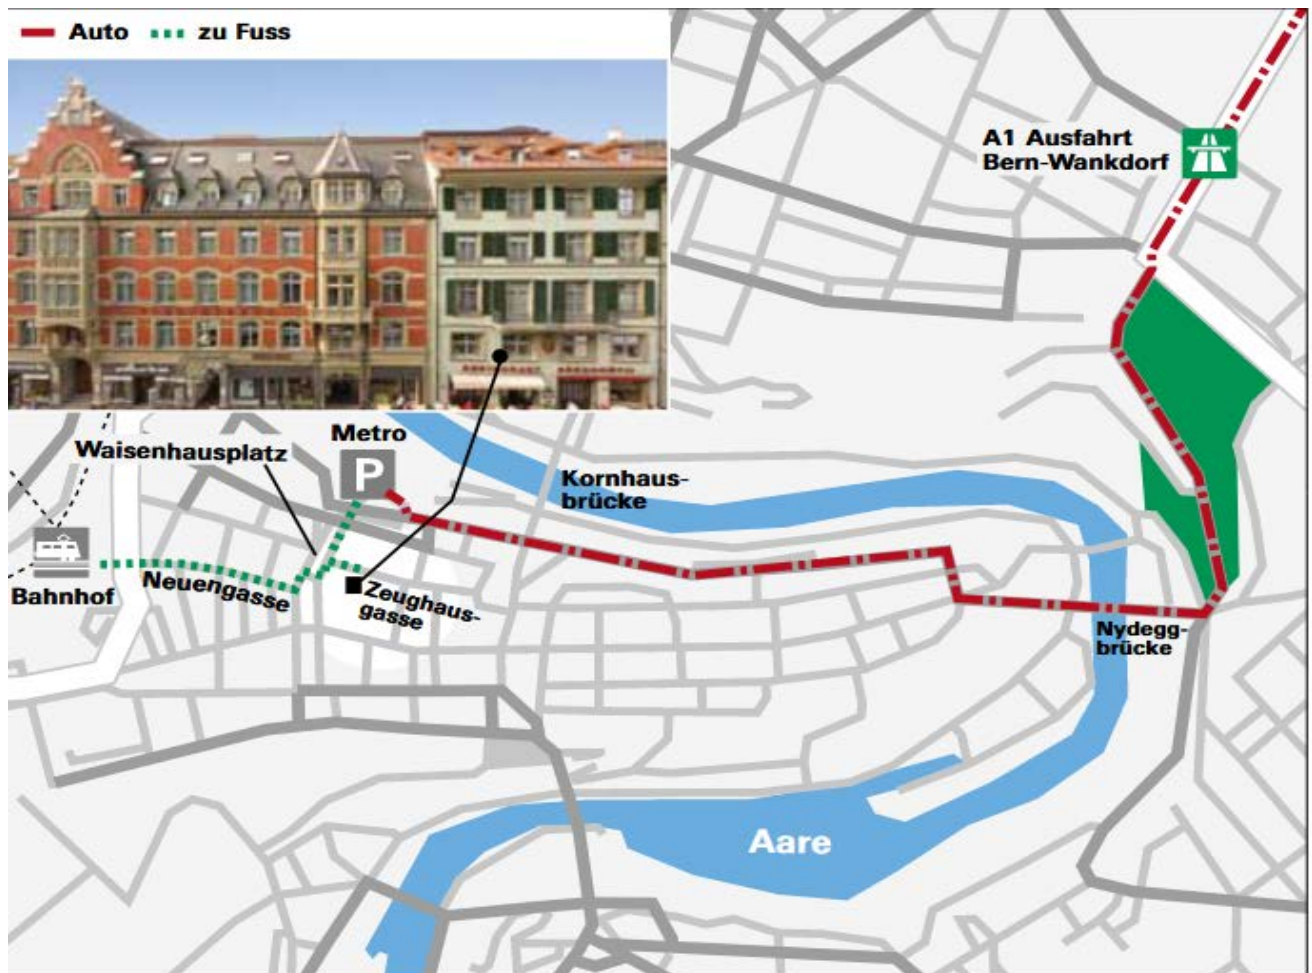 Auto zu Fuss
A1 Ausfahrt
Bern-Wankdorf
Metro
P
Waisenhausplatz
Kornhaus-
brücke
Bahnhof
Neuengasse
Zeughaus-
gasse
Nydegg-
brücke
Aare